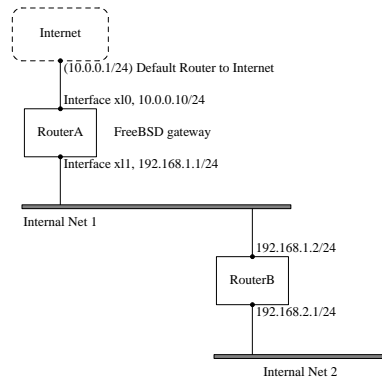 Internet
(10.0.0.1/24) Default Router to Internet
Interface xl0, 10.0.0.10/24
RouterA
FreeBSD gateway
Interface xl1, 192.168.1.1/24
Internal Net 1
192.168.1.2/24
RouterB
192.168.2.1/24
Internal Net 2